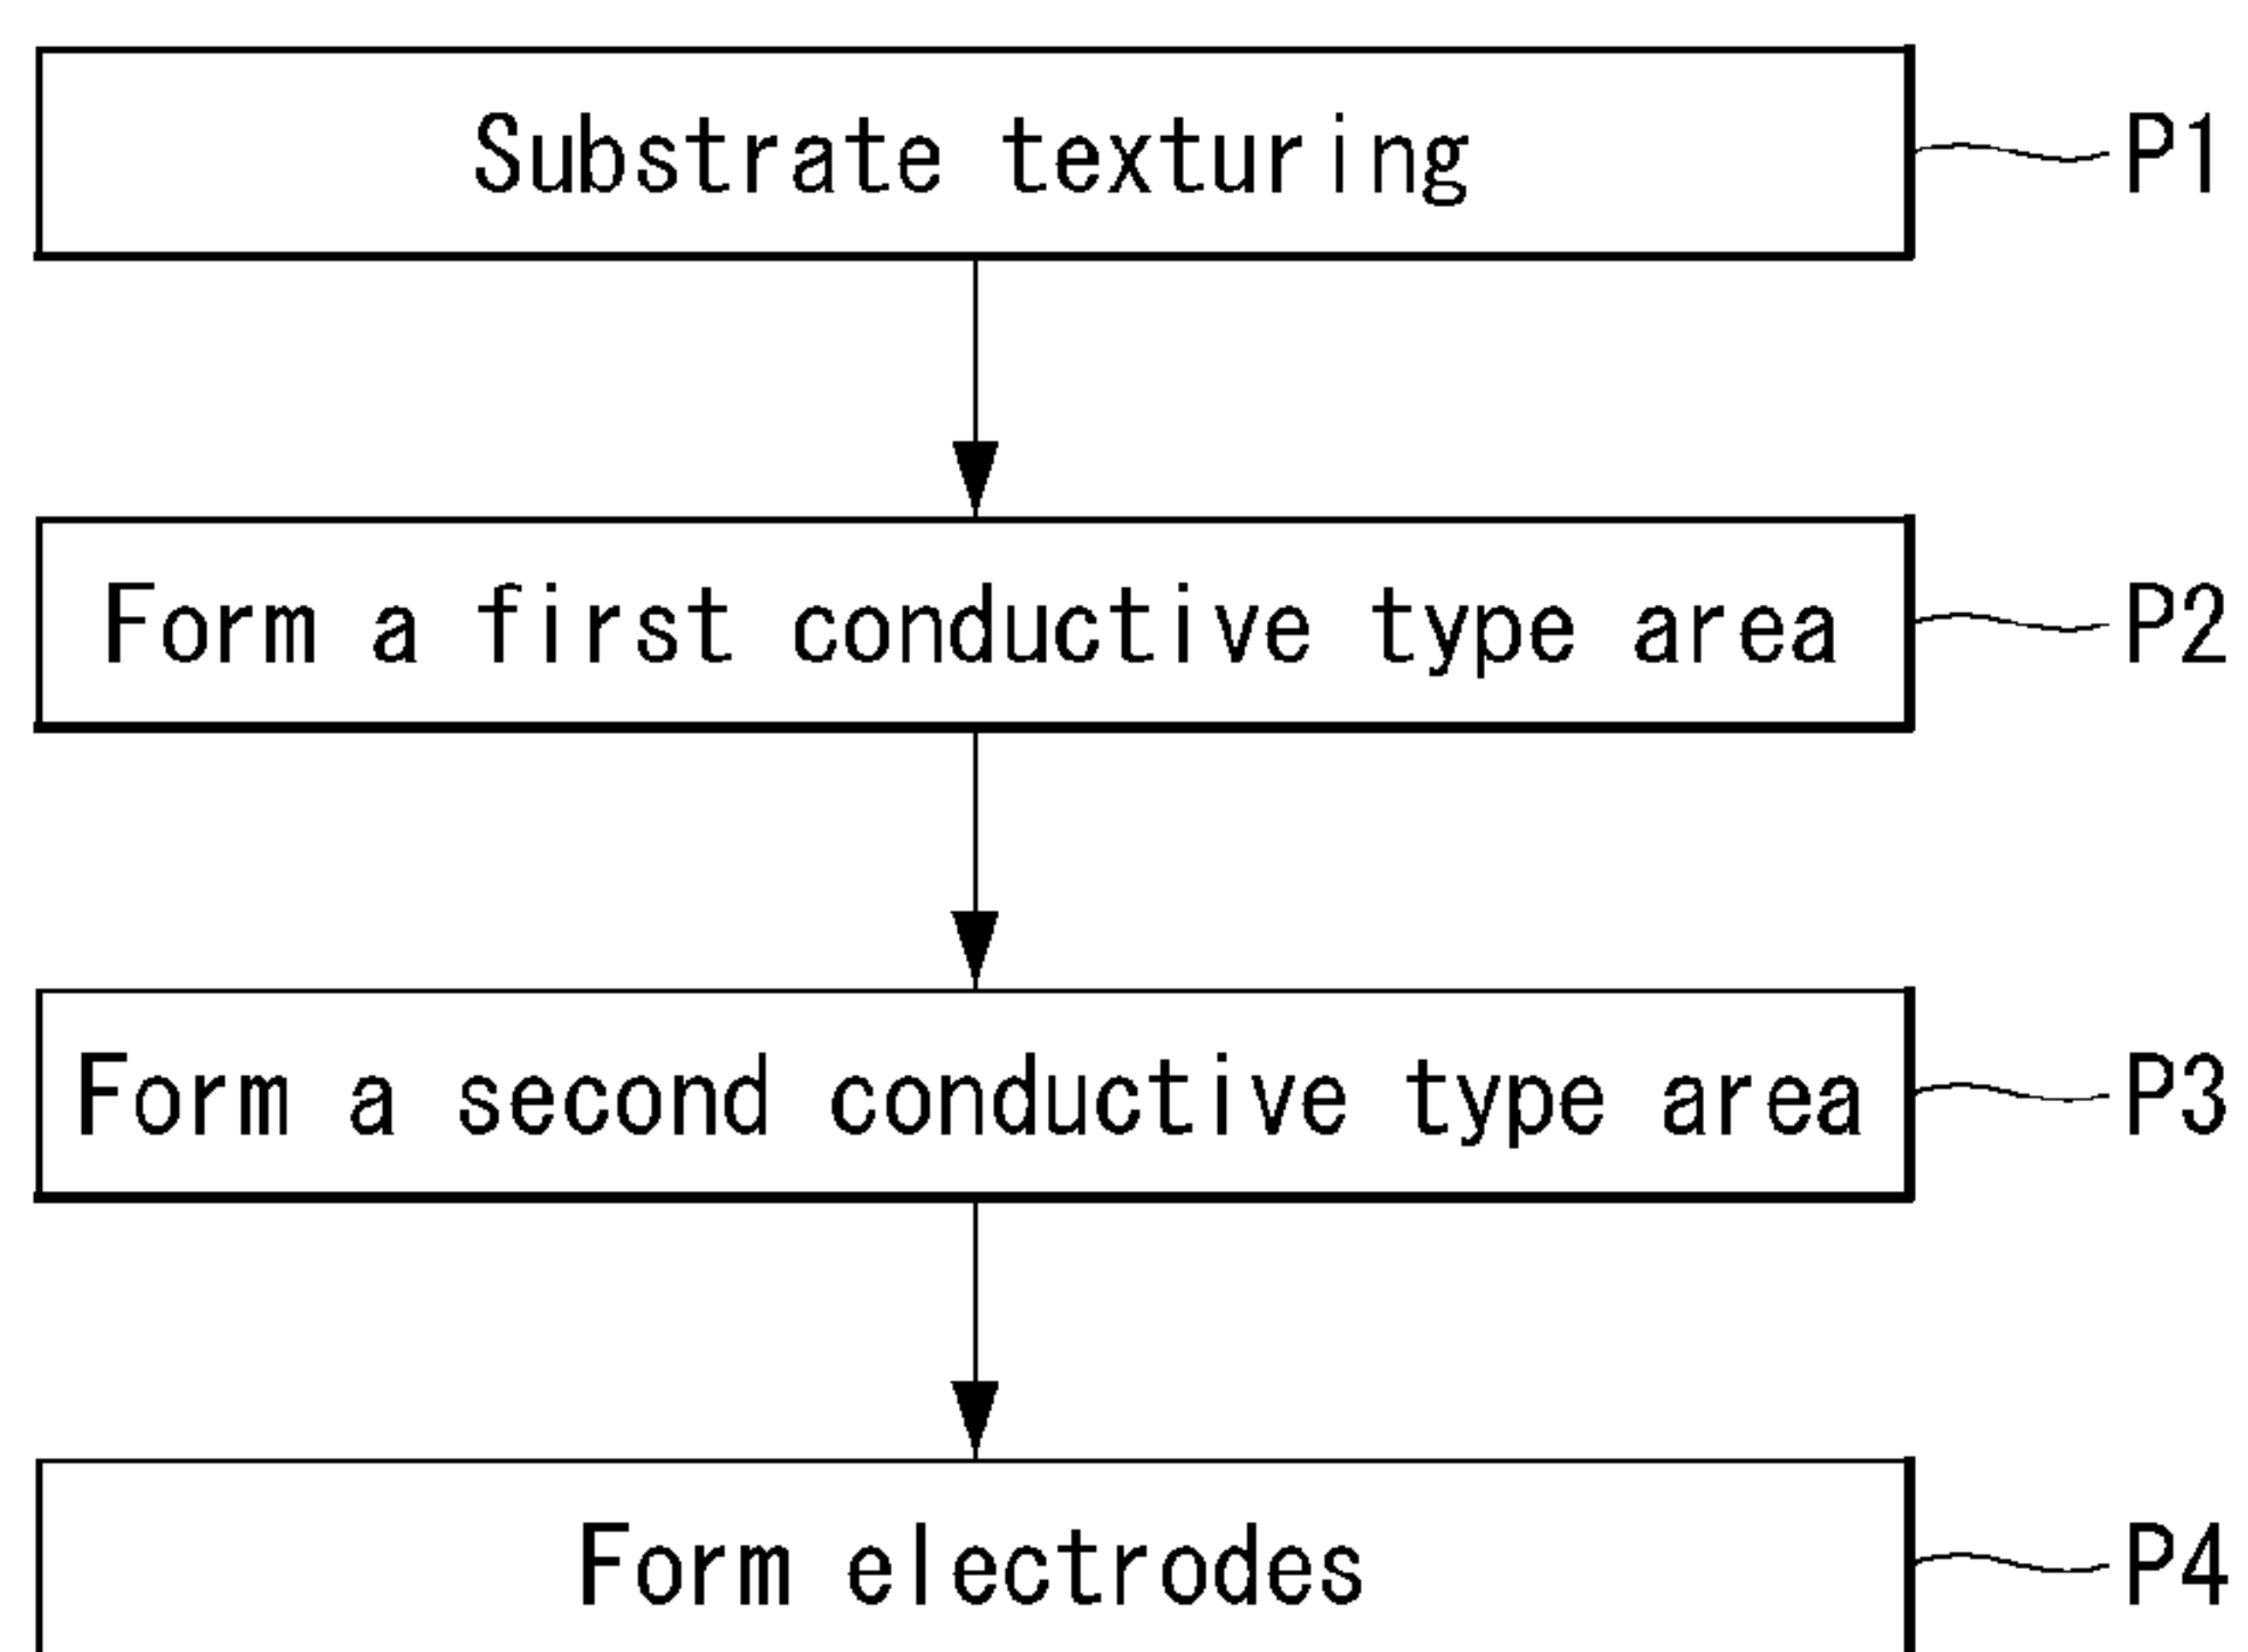 Substrate texturing P1
Form a first conductive type area P2
Form a second conductive type area P3
Form electrodes P4